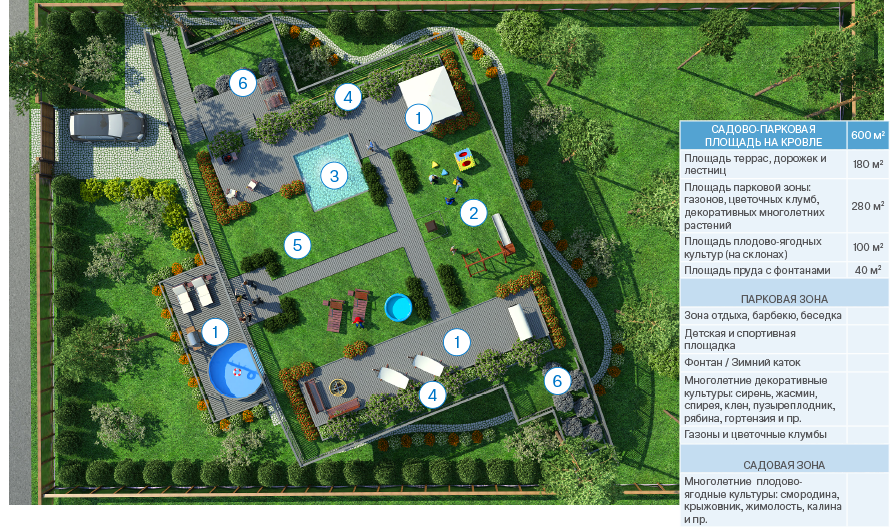 6
4
1
3
2
5
1
1
4
6
САДОВО-ПАРКОВАЯ
ПЛОЩАДЬ НА КРОВЛЕ
600 м²
Площадь террас, дорожек и
лестниц
180 м²
Площадь парковой зоны:
газонов, цветочных клумб,
декоративных многолетних
растений
280 м²
Площадь плодово-ягодных
культур (на склонах)
100 м²
Площадь пруда с фонтанами
40 м²
ПАРКОВАЯ ЗОНА
Зона отдыха, барбекю, беседка
Детская и спортивная
площадка
Фонтан / Зимний каток
Многолетние декоративные
культуры: сирень, жасмин,
спирея, клен, пузыреплодник,
рябина, гортензия и пр.
Газоны и цветочные клумбы
САДОВАЯ ЗОНА
Многолетние плодово-
ягодные культуры: смородина,
крыжовник, жимолость, калина
и пр.